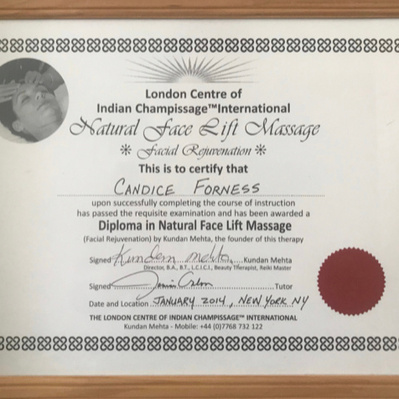 London Centre of
Indian Champissage™International
Natural Face Lift Massage
Facial Rejuvenation
This is to certify that
CANDICE FORNESS
upon successfully completing the course of instruction
has passed the requisite examination and has been awarded a
Diploma in Natural Face Lift Massage
(Facial Rejuvenation) by Kundan Mehta, the founder of this therapy
Signed Kundan Mehta Kundan Mehta
Director, B.A., B.T., L.C.I.C.I., Beauty Therapist, Reiki Master
Signed Tutor
Date and Location JANUARY 2014, NEW YORK NY
THE LONDON CENTRE OF INDIAN CHAMPISSAGE™ INTERNATIONAL
Kundan Mehta - Mobile: +44 (0)7768 732 122